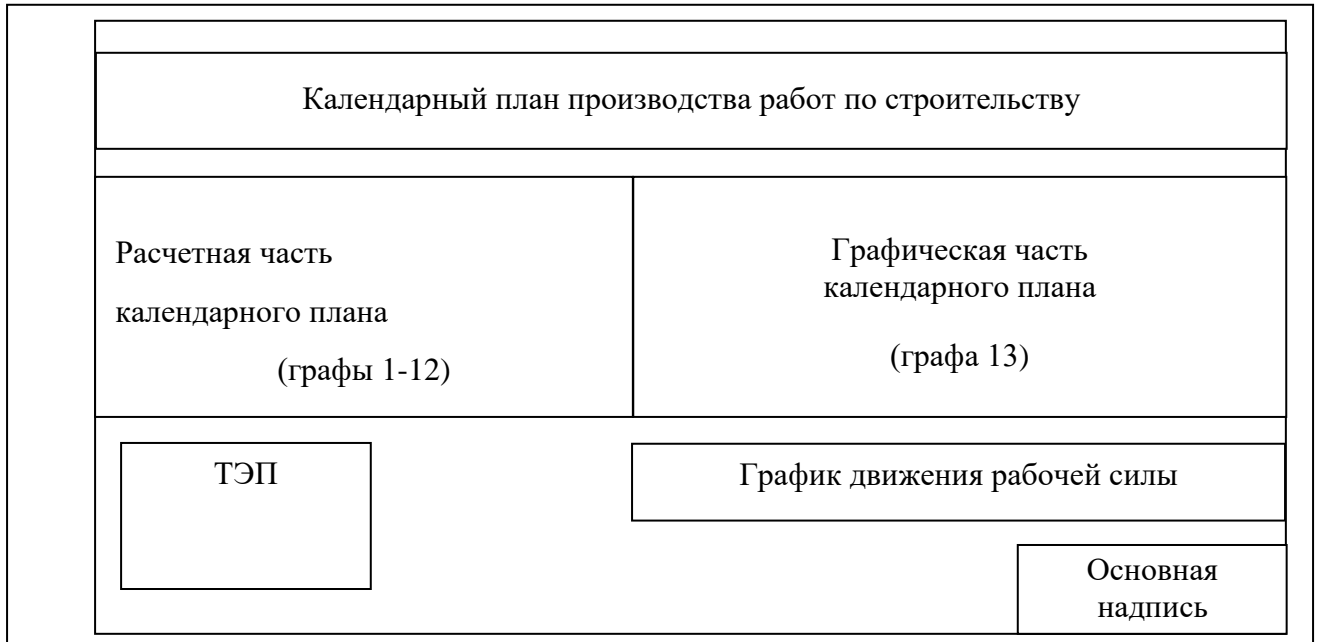 Календарный план производства работ по строительству
Расчетная часть
календарного плана
(графы 1-12)
Графическая часть
календарного плана
(графа 13)
ТЭП
График движения рабочей силы
Основная
надпись